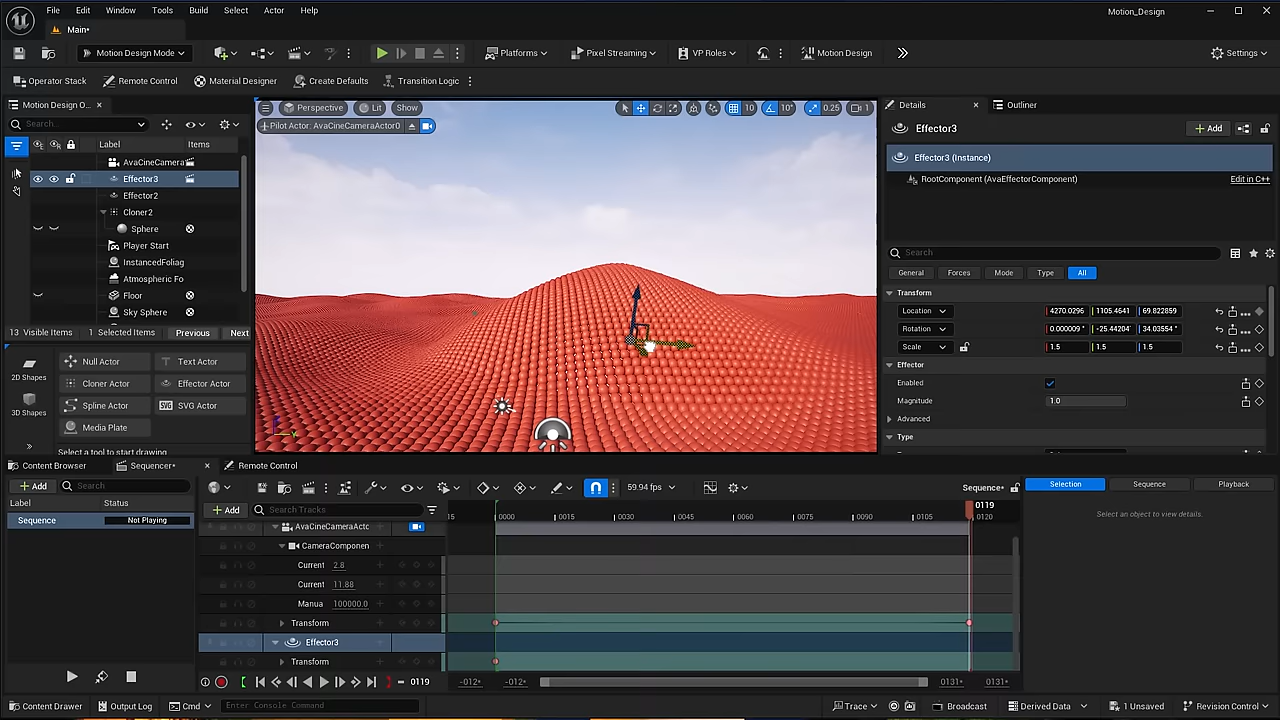 File Edit Window Tools Build Select Actor Help
Motion_Design
Main*
Motion Design Mode
Platforms
Pixel Streaming
VP Roles
Motion Design
Settings
Operator Stack
Remote Control
Material Designer
Create Defaults
Transition Logic
Motion Design O...
Search...
Label
Items
AvaCineCamera
Effector3
Effector2
Cloner2
Sphere
Player Start
InstancedFoliag
Atmospheric Fo
Floor
Sky Sphere
13 Visible Items
1 Selected Items
Previous
Next
2D Shapes
3D Shapes
Null Actor
Text Actor
Cloner Actor
Effector Actor
Spline Actor
SVG SVG Actor
Media Plate
Select a tool to start drawing
Perspective
Lit
Show
10
10°
0.25
1
Pilot Actor: AvaCineCameraActor0
Details
Outliner
Effector3
Add
Effector3 (Instance)
RootComponent (AvaEffectorComponent)
Edit in C++
Search
General
Forces
Mode
Type
All
Transform
Location 4270.0296 1105.4641 69.822859
Rotation 0.000009 ° -25.44204° 34.03554°
Scale 1.5 1.5 1.5
Effector
Enabled
Magnitude 1.0
Advanced
Type
Content Browser
Sequencer*
Remote Control
Add
Search
Label
Status
Sequence
Not Playing
59.94 fps
Sequence*
Add
Search Tracks
15 0000 0015 0030 0045 0060 0075 0090 0105 0119 0120
AvaCineCameraActo
CameraComponen
Current 2.8
Current 11.88
Manua 100000.0
Transform
Effector3
Transform
0119
-012*
-012*
0131*
0131*
Selection
Sequence
Playback
Select an object to view details.
Content Drawer
Output Log
Cmd
Enter Console Command
Trace
Broadcast
Derived Data
1 Unsaved
Revision Control